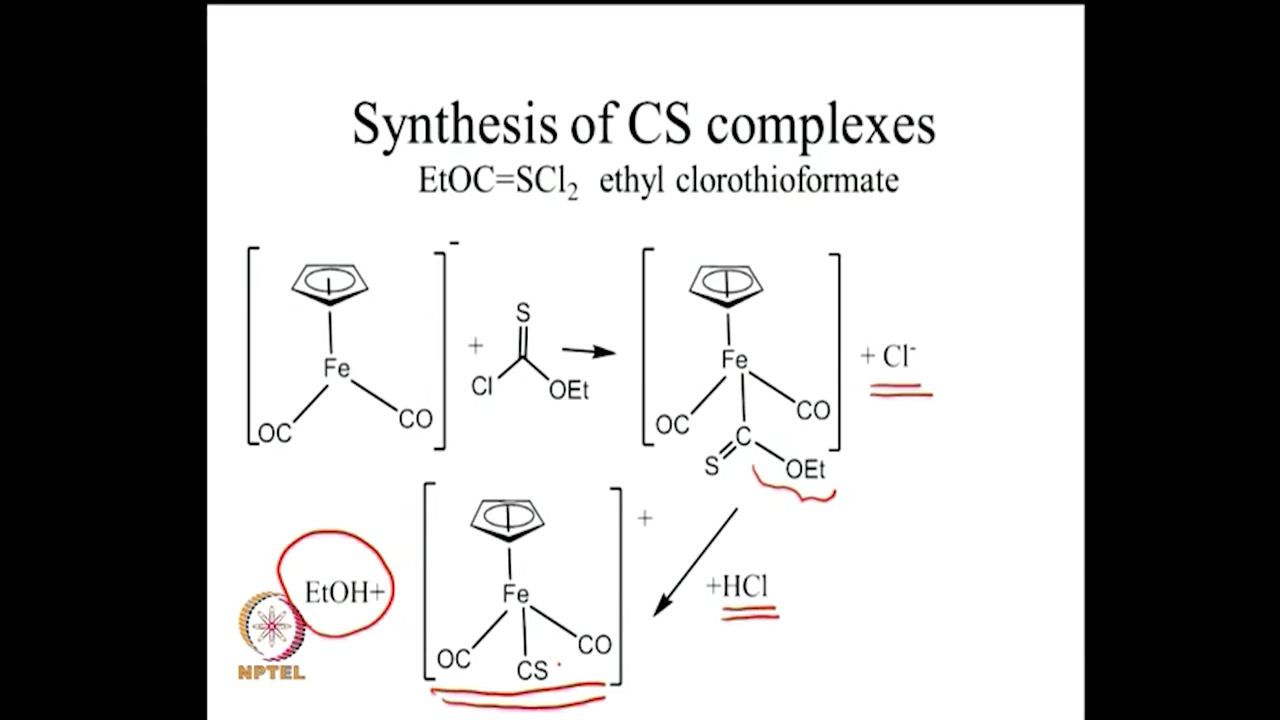 Synthesis of CS complexes
EtOC=SCl₂ ethyl clorothioformate
-
Fe
OC
CO
+
S
Cl
OEt
Fe
OC
CO
C
S
OEt
+ Cl⁻
+
Fe
OC
CO
CS
EtOH+
+HCl
NPTEL